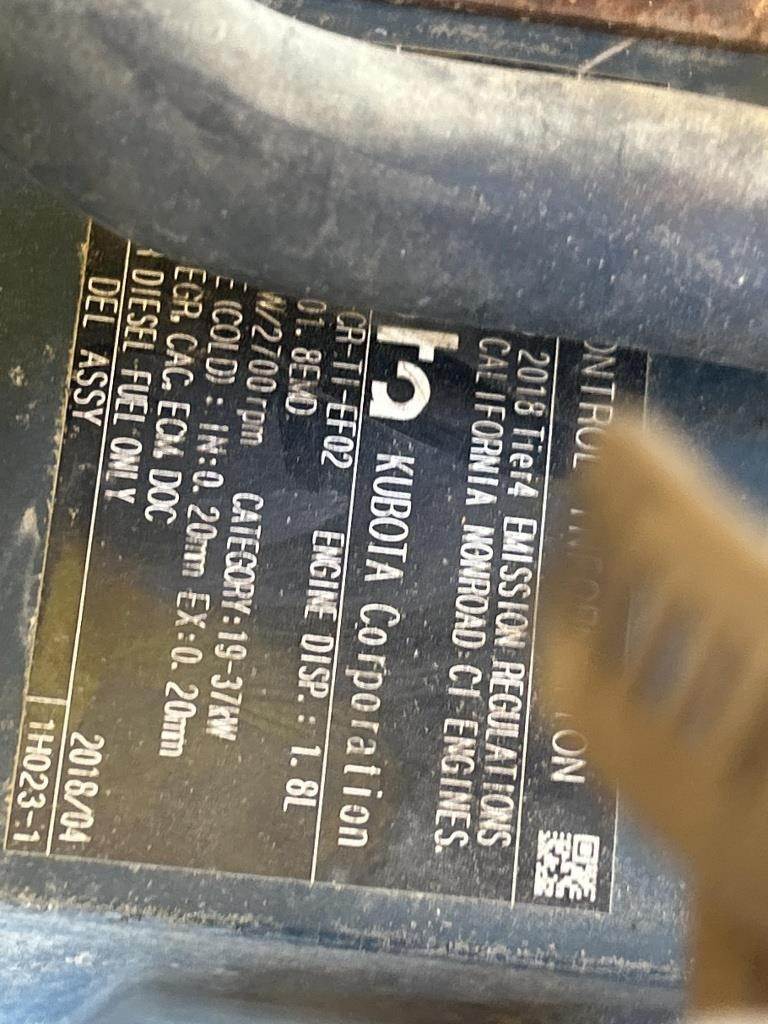 ONTROL
2018 Tier4 EMISSION REGULATIONS
CALIFORNIA NONROAD CI ENGINES.
ta KUBOTA Corporation
CR-TI-EF02 ENGINE DISP.: 1.8L
01.8EMD
W/2700rpm CATEGORY:19-37kW
E (COLD): IN:0.20mm EX:0.20mm
EGR, CAC, ECM, DOC
DIESEL FUEL ONLY
DEL ASSY. 2018/04
1H023-1